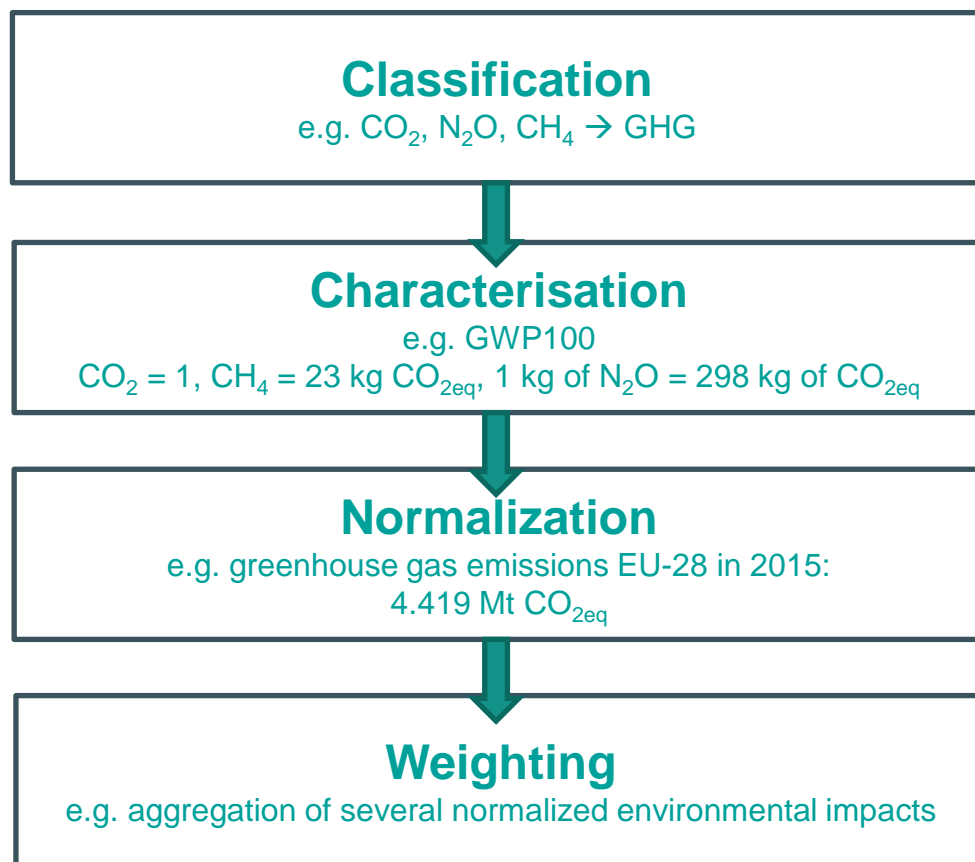 Classification
e.g. CO₂, N₂O, CH₄ → GHG
Characterisation
e.g. GWP100
CO₂ = 1, CH₄ = 23 kg CO₂eq, 1 kg of N₂O = 298 kg of CO₂eq
Normalization
e.g. greenhouse gas emissions EU-28 in 2015:
4.419 Mt CO₂eq
Weighting
e.g. aggregation of several normalized environmental impacts